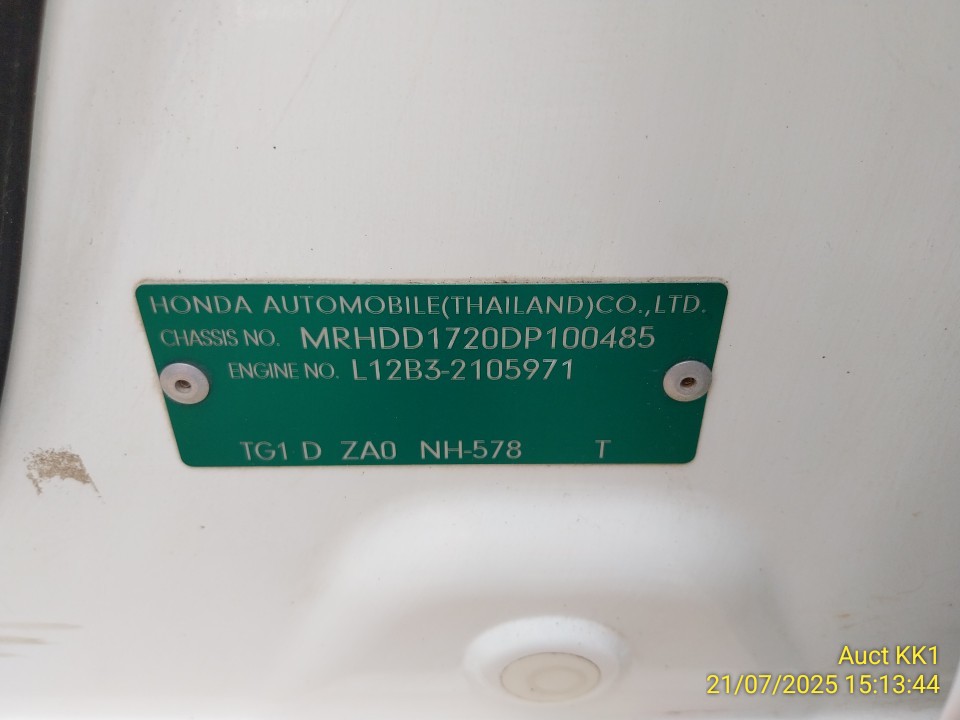 HONDA AUTOMOBILE(THAILAND)CO.,LTD.
CHASSIS NO. MRHDD1720DP100485
ENGINE NO. L12B3-2105971
TG1 D ZA0 NH-578 T
Auct KK1
21/07/2025 15:13:44